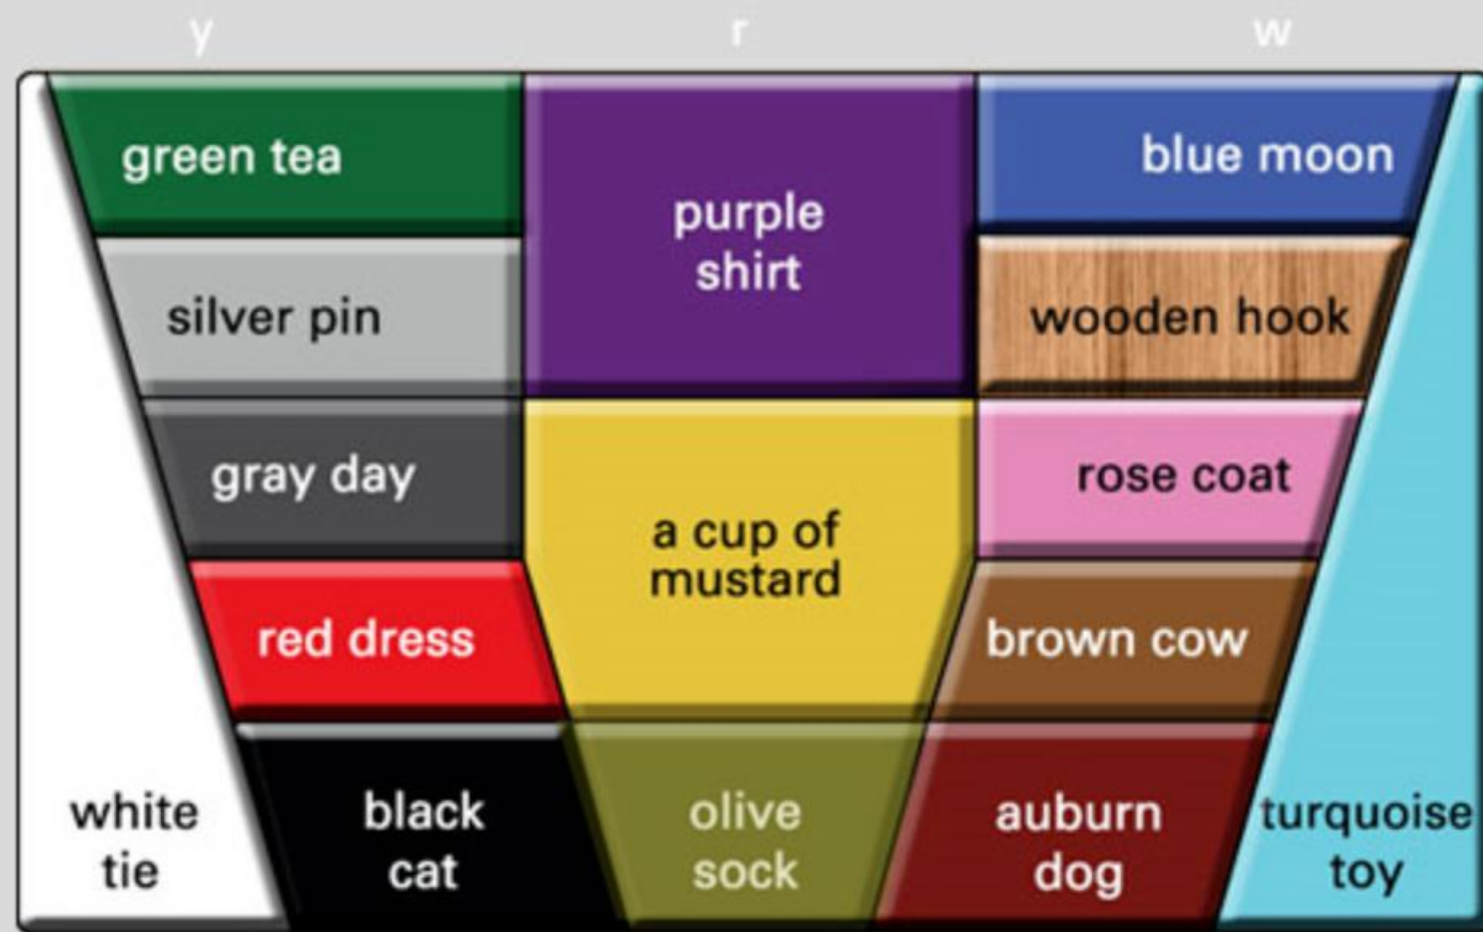 y r w
green tea
purple
shirt
blue moon
silver pin
wooden hook
gray day
a cup of
mustard
rose coat
red dress
brown cow
white
tie
black
cat
olive
sock
auburn
dog
turquoise
toy